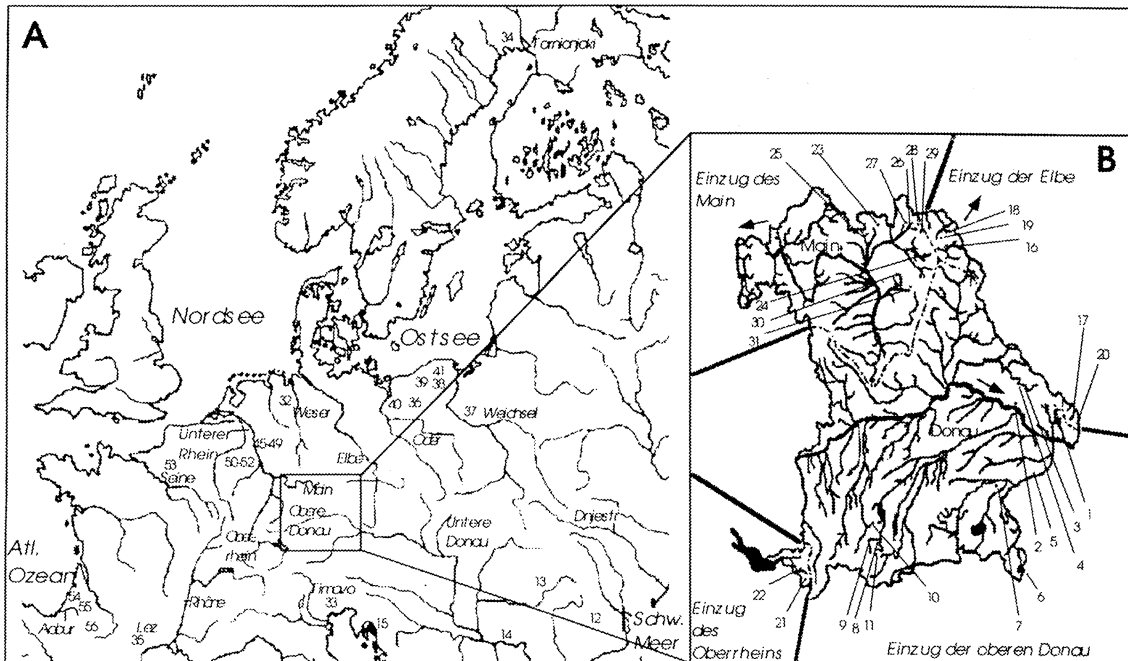 A
34
Nordsee
Ostsee
41
39
38
40
36
37
Weichsel
32
Weser
Oder
Unterer
Rhein
45-49
50-52
53
Seine
Elbe
Main
Obere
Donau
Ober-
rhein
Untere
Donau
Dnjestr
Atl.
Ozean
Rhône
Timavo
33
13
12
54
55
Adour
56
Lez
35
15
14
Schw.
Meer
B
25
23
27
26
28
29
Einzug des
Main
Einzug der Elbe
18
19
16
Main
24
30
31
17
20
Donau
1
3
5
2
4
6
7
10
22
21
9
8
11
Einzug
des
Oberrheins
Einzug der oberen Donau